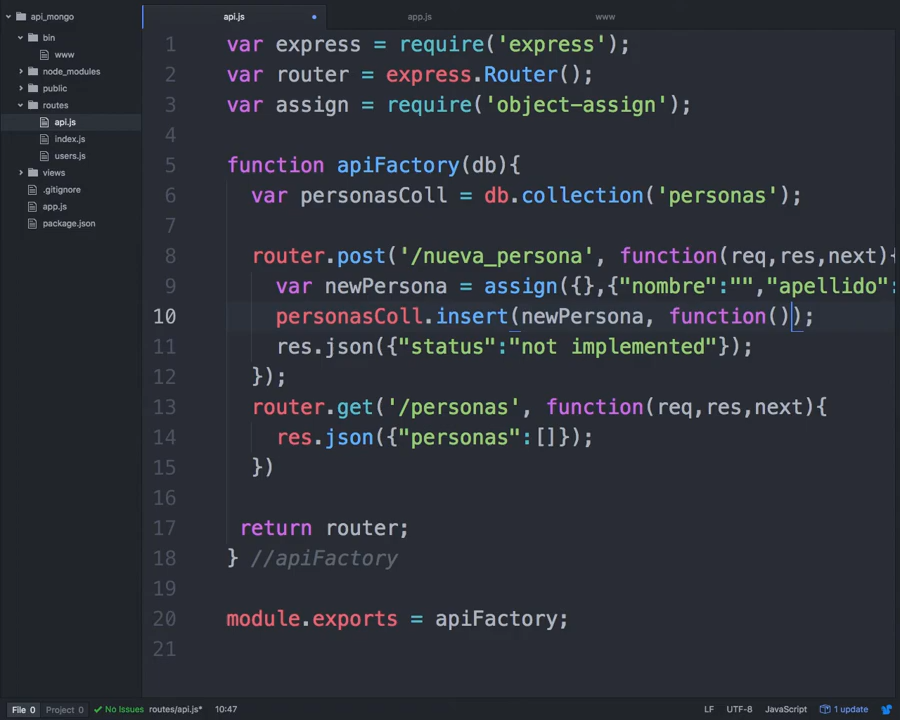 api_mongo
bin
www
node_modules
public
routes
api.js
index.js
users.js
views
.gitignore
app.js
package.json
api.js
app.js
www
1 var express = require('express');
2 var router = express.Router();
3 var assign = require('object-assign');
4
5 function apiFactory(db){
6 var personasColl = db.collection('personas');
7
8 router.post('/nueva_persona', function(req,res,next){
9 var newPersona = assign({},{"nombre":"","apellido":
10 personasColl.insert(newPersona, function());
11 res.json({"status":"not implemented"});
12 });
13 router.get('/personas', function(req,res,next){
14 res.json({"personas":[]});
15 })
16
17 return router;
18 } //apiFactory
19
20 module.exports = apiFactory;
21
File 0 Project 0 No Issues routes/api.js* 10:47 LF UTF-8 JavaScript 1 update